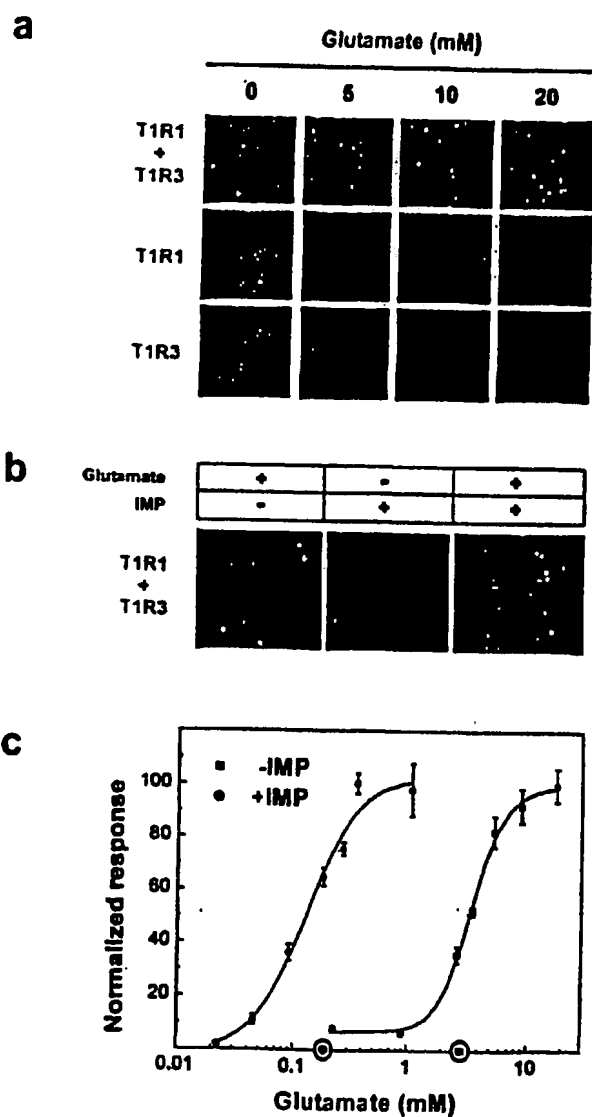 a
Glutamate (mM)
0 5 10 20
T1R1
+
T1R3
T1R1
T1R3
b
Glutamate + - +
IMP - + +
T1R1
+
T1R3
c
-IMP
+IMP
Normalized response
100
80
60
40
20
0.01 0.1 1 10
Glutamate (mM)